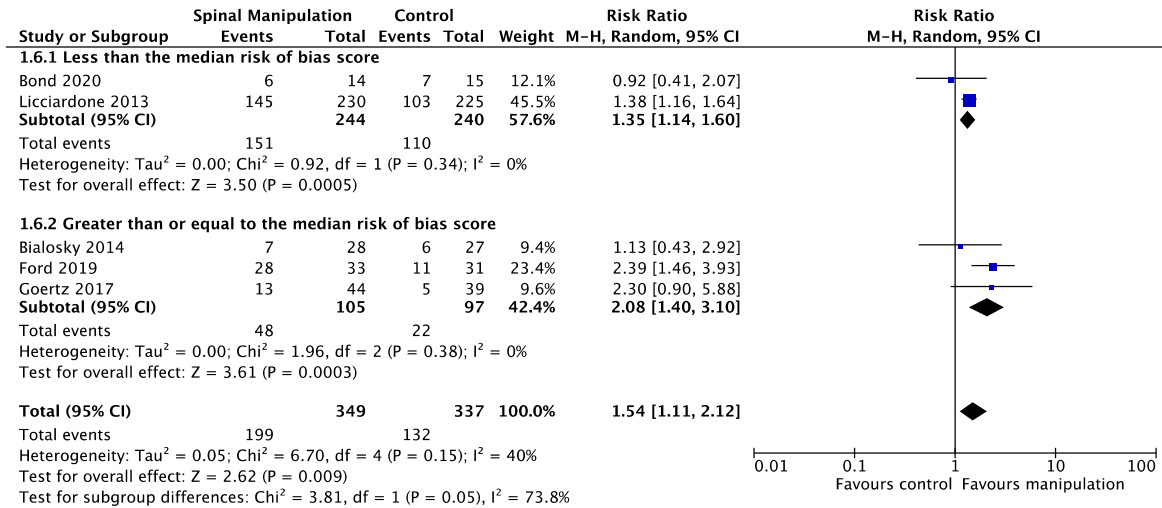 Spinal Manipulation Control Risk Ratio Risk Ratio
Study or Subgroup Events Total Events Total Weight M-H, Random, 95% CI M-H, Random, 95% CI
1.6.1 Less than the median risk of bias score
Bond 2020 6 14 7 15 12.1% 0.92 [0.41, 2.07]
Licciardone 2013 145 230 103 225 45.5% 1.38 [1.16, 1.64]
Subtotal (95% CI) 244 240 57.6% 1.35 [1.14, 1.60]
Total events 151 110
Heterogeneity: Tau² = 0.00; Chi² = 0.92, df = 1 (P = 0.34); I² = 0%
Test for overall effect: Z = 3.50 (P = 0.0005)
1.6.2 Greater than or equal to the median risk of bias score
Bialosky 2014 7 28 6 27 9.4% 1.13 [0.43, 2.92]
Ford 2019 28 33 11 31 23.4% 2.39 [1.46, 3.93]
Goertz 2017 13 44 5 39 9.6% 2.30 [0.90, 5.88]
Subtotal (95% CI) 105 97 42.4% 2.08 [1.40, 3.10]
Total events 48 22
Heterogeneity: Tau² = 0.00; Chi² = 1.96, df = 2 (P = 0.38); I² = 0%
Test for overall effect: Z = 3.61 (P = 0.0003)
Total (95% CI) 349 337 100.0% 1.54 [1.11, 2.12]
Total events 199 132
Heterogeneity: Tau² = 0.05; Chi² = 6.70, df = 4 (P = 0.15); I² = 40%
Test for overall effect: Z = 2.62 (P = 0.009)
Test for subgroup differences: Chi² = 3.81, df = 1 (P = 0.05), I² = 73.8%
0.01 0.1 1 10 100
Favours control Favours manipulation